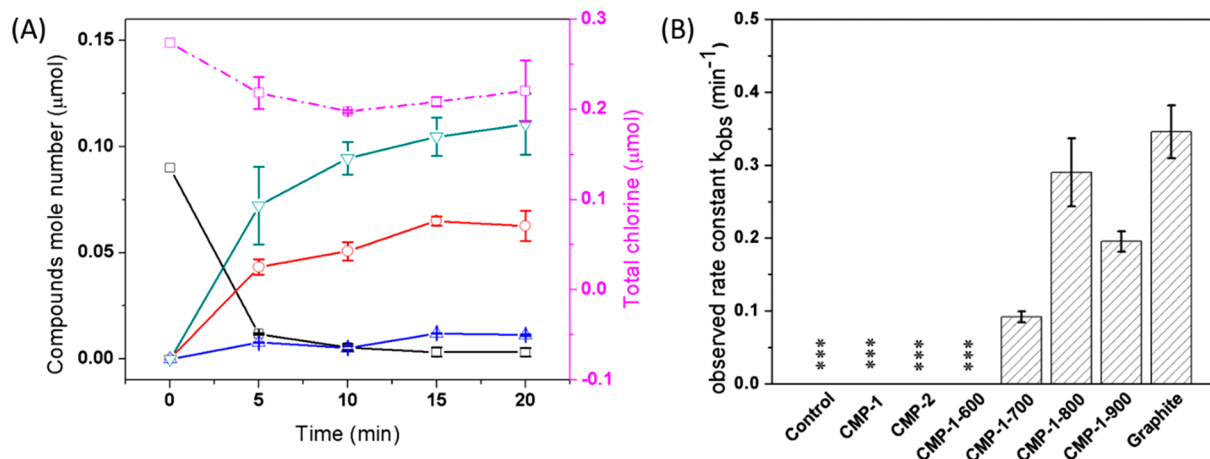 (A)
Compounds mole number (μmol)
0.15
0.10
0.05
0.00
0 5 10 15 20
Time (min)
0.3
0.2
0.1
0.0
-0.1
Total chlorine (μmol)
(B)
observed rate constant kobs (min-1)
0.5
0.4
0.3
0.2
0.1
0.0
*** *** *** ***
Control
CMP-1
CMP-2
CMP-1-600
CMP-1-700
CMP-1-800
CMP-1-900
Graphite